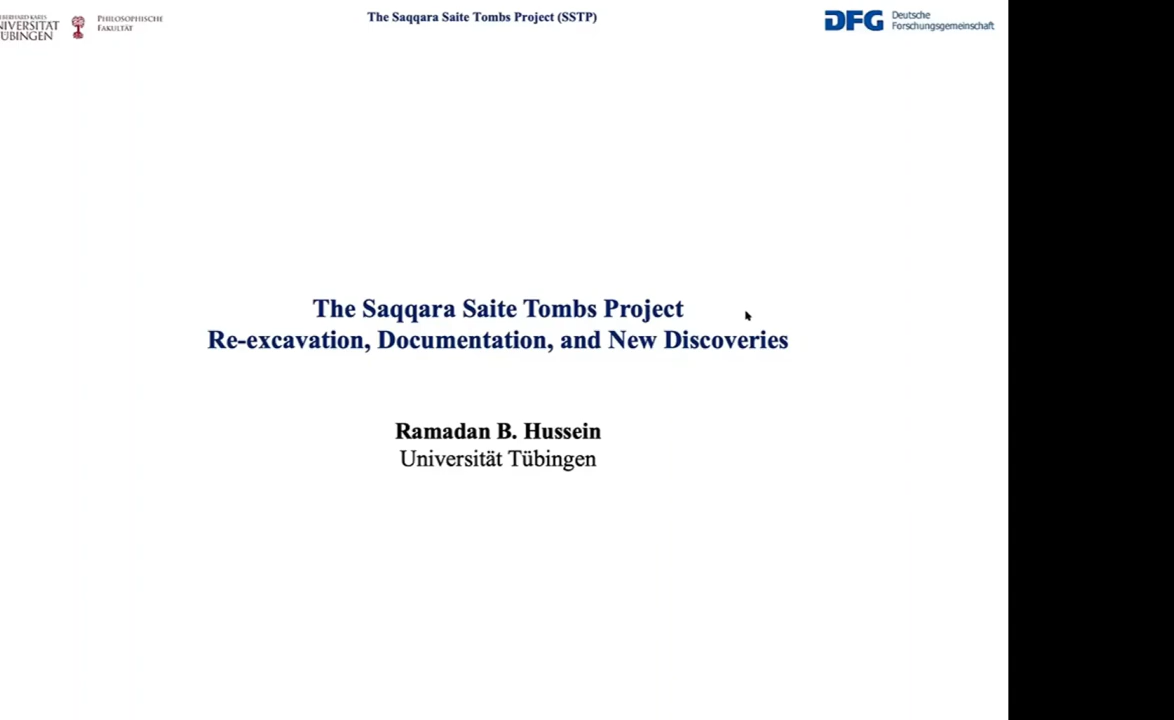 The Saqqara Saite Tombs Project (SSTP)
PHILOSOPHISCHE
FAKULTÄT
DFG
Deutsche
Forschungsgemeinschaft
The Saqqara Saite Tombs Project
Re-excavation, Documentation, and New Discoveries
Ramadan B. Hussein
Universität Tübingen